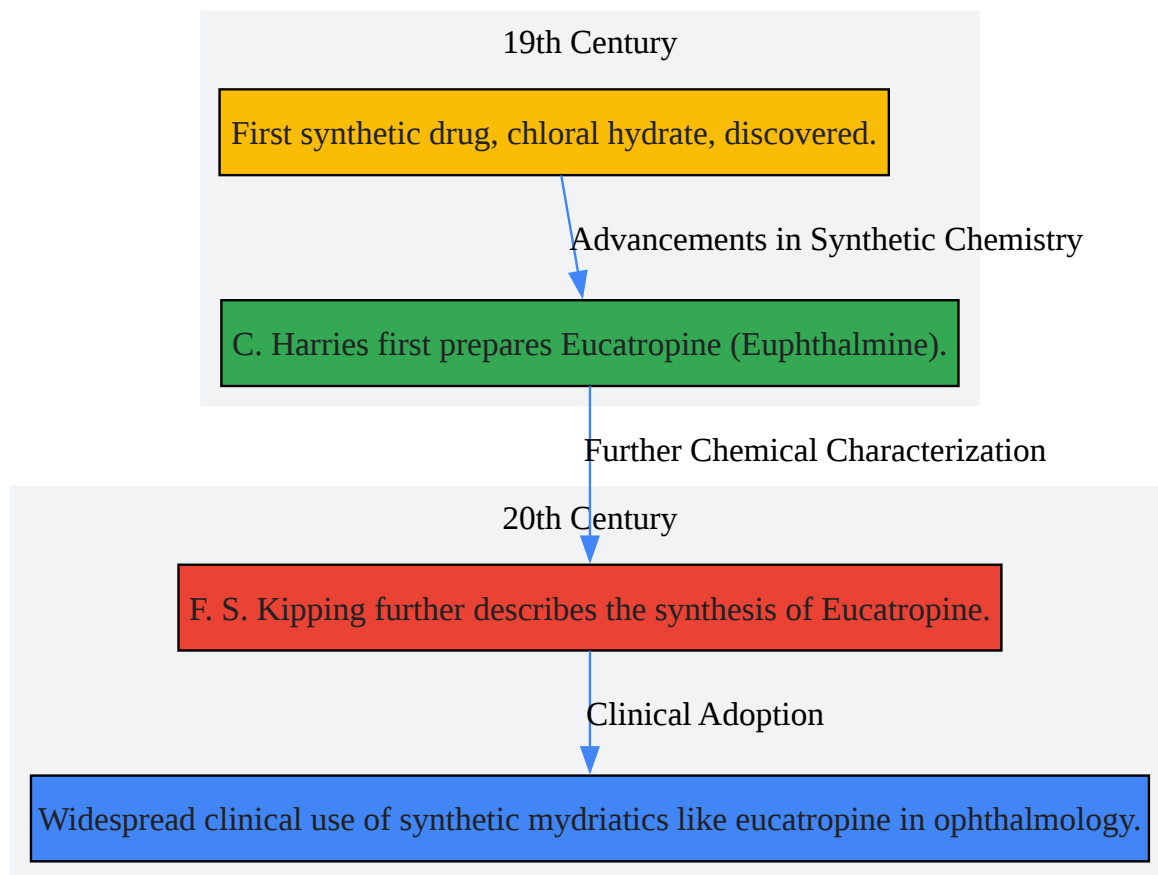 19th Century
First synthetic drug, chloral hydrate, discovered.
Advancements in Synthetic Chemistry
C. Harries first prepares Eucatropine (Euphthalmine).
Further Chemical Characterization
20th Century
F. S. Kipping further describes the synthesis of Eucatropine.
Clinical Adoption
Widespread clinical use of synthetic mydriatics like eucatropine in ophthalmology.